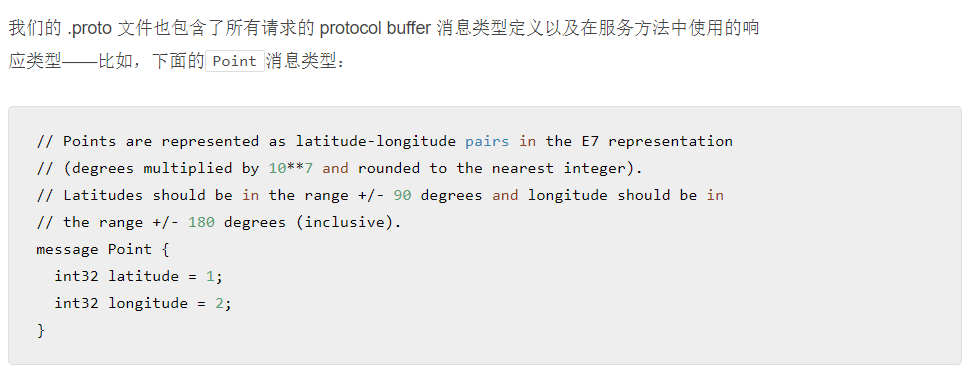 我们的 .proto 文件也包含了所有请求的 protocol buffer 消息类型定义以及在服务方法中使用的响
应类型——比如，下面的 Point 消息类型：
// Points are represented as latitude-longitude pairs in the E7 representation
// (degrees multiplied by 10**7 and rounded to the nearest integer).
// Latitudes should be in the range +/- 90 degrees and longitude should be in
// the range +/- 180 degrees (inclusive).
message Point {
  int32 latitude = 1;
  int32 longitude = 2;
}